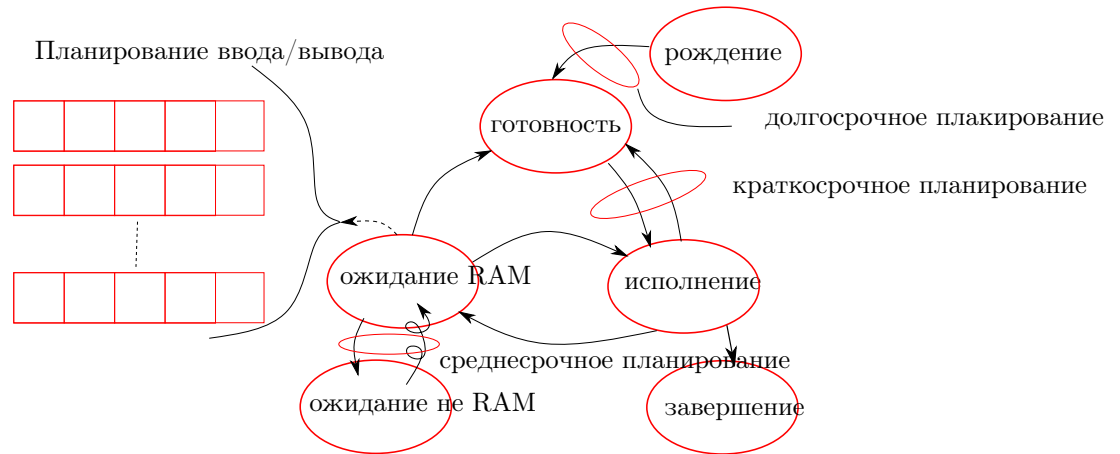 Планирование ввода/вывода
рождение
готовность
долгосрочное плакирование
краткосрочное планирование
ожидание RAM
исполнение
среднесрочное планирование
ожидание не RAM
завершение